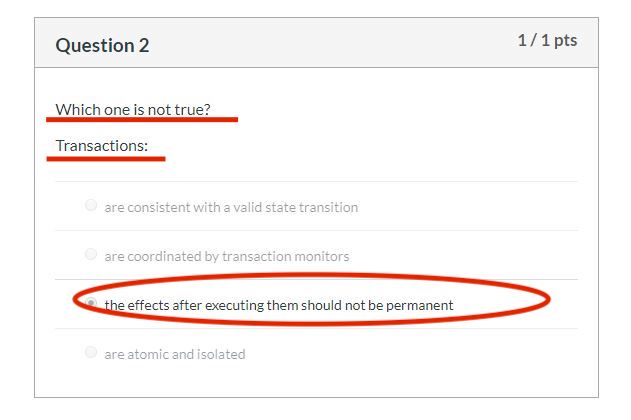 Question 2
1 / 1 pts
Which one is not true?
Transactions:
are consistent with a valid state transition
are coordinated by transaction monitors
the effects after executing them should not be permanent
are atomic and isolated